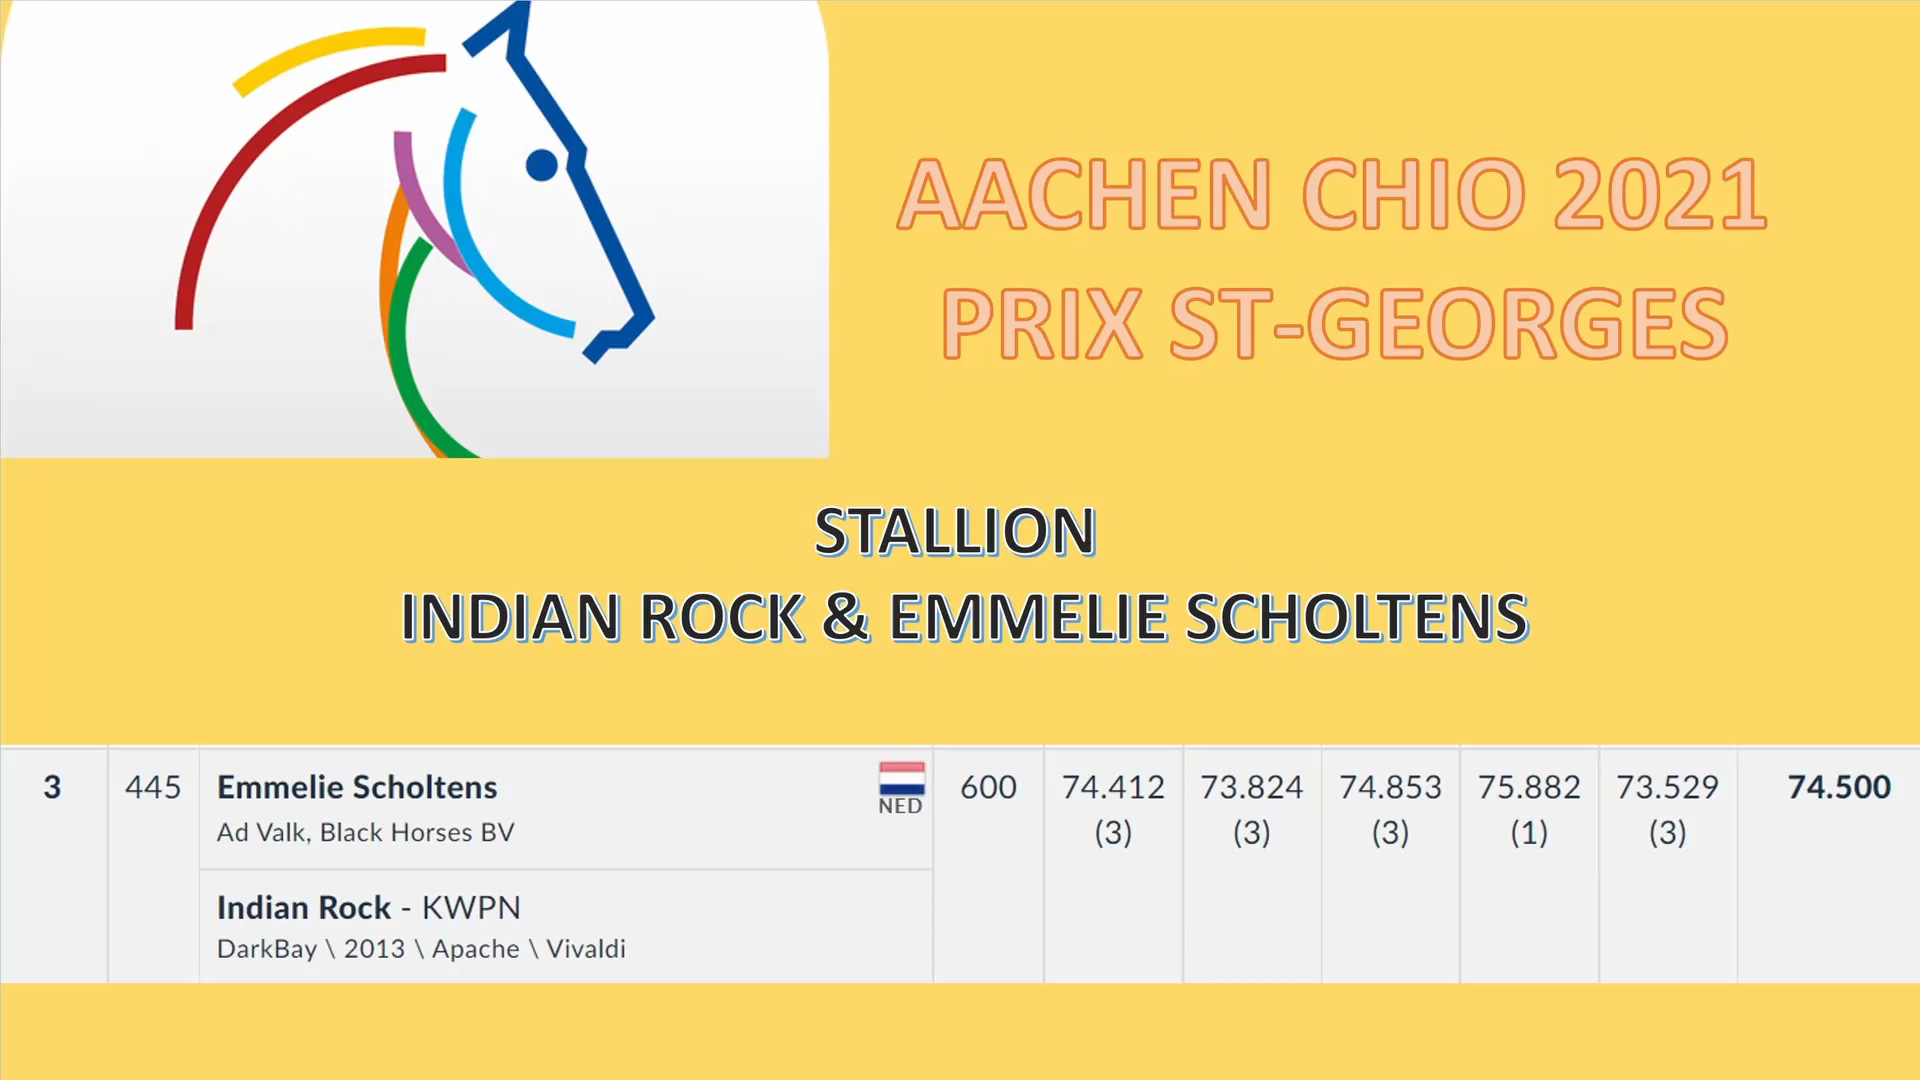 AACHEN CHIO 2021
PRIX ST-GEORGES
STALLION
INDIAN ROCK & EMMELIE SCHOLTENS
3 445 Emmelie Scholtens NED 600 74.412 73.824 74.853 75.882 73.529 74.500
Ad Valk, Black Horses BV (3) (3) (3) (1) (3)
Indian Rock - KWPN
DarkBay \ 2013 \ Apache \ Vivaldi